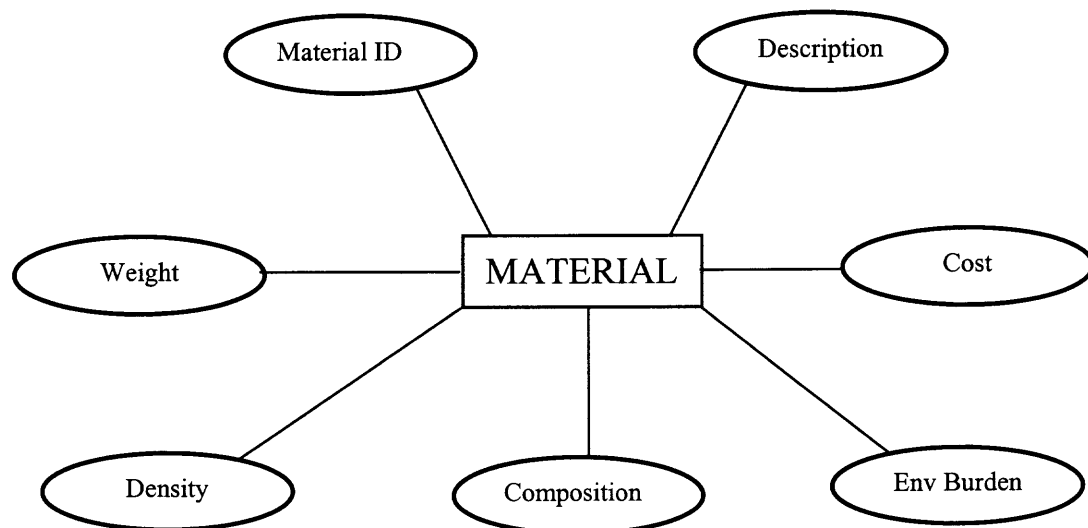 Material ID
Description
Weight
MATERIAL
Cost
Density
Composition
Env Burden